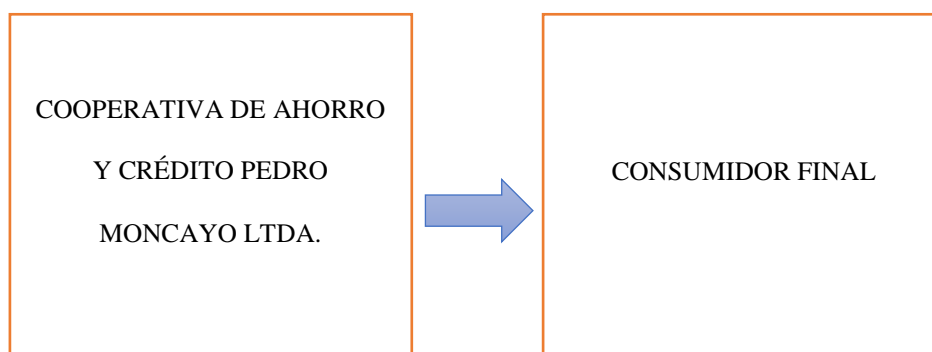 COOPERATIVA DE AHORRO
Y CRÉDITO PEDRO
MONCAYO LTDA.
CONSUMIDOR FINAL